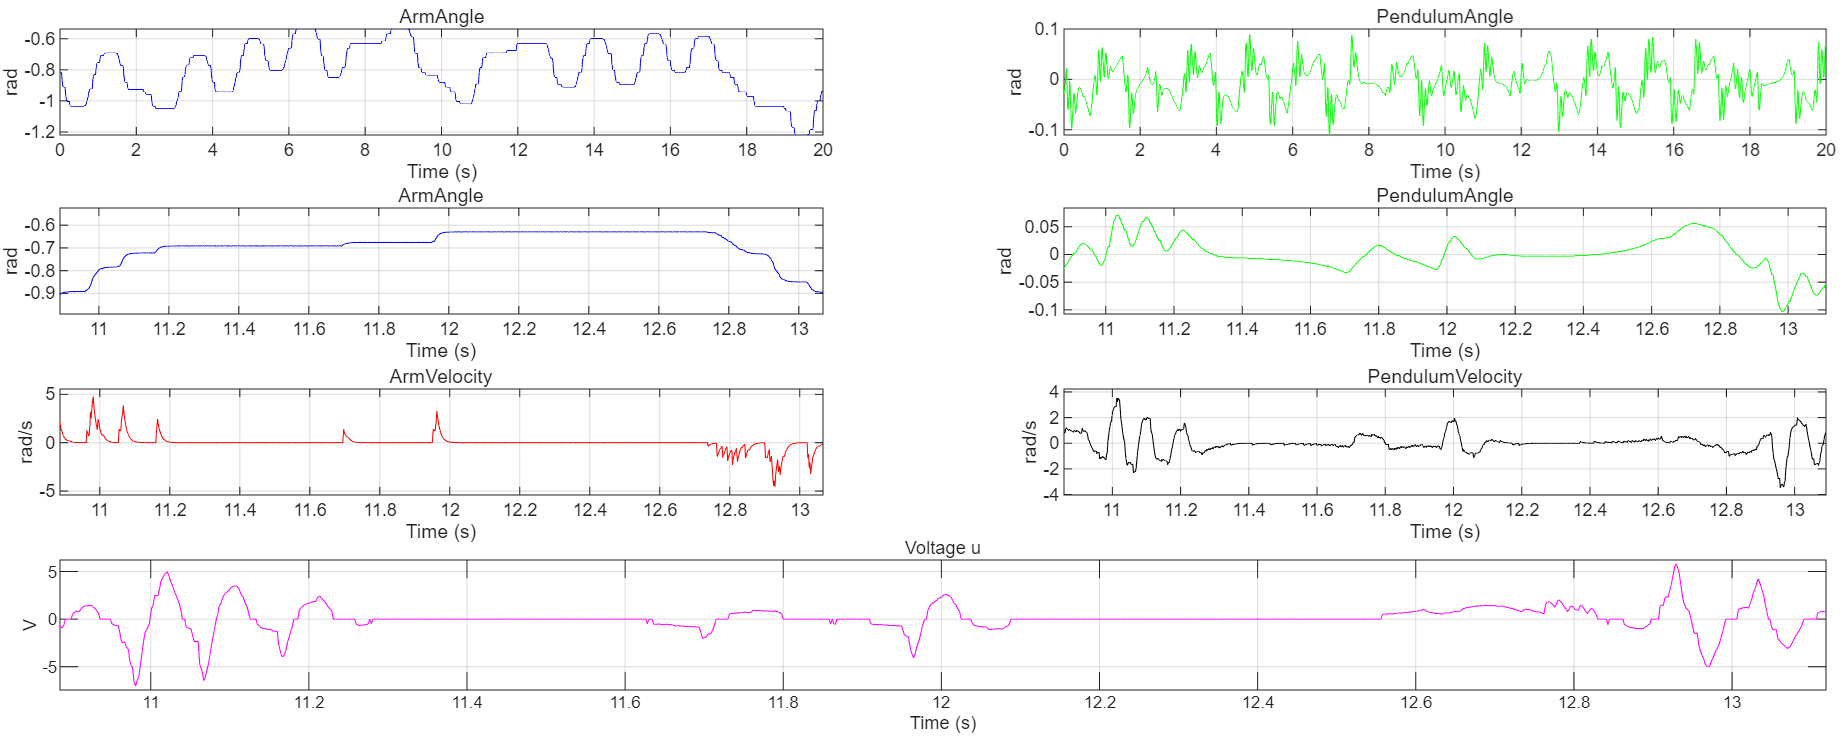 ArmAngle
PendulumAngle
-0.6
-0.8
-1
-1.2
rad
0 2 4 6 8 10 12 14 16 18 20
Time (s)
0.1
0
-0.1
rad
0 2 4 6 8 10 12 14 16 18 20
Time (s)
ArmAngle
PendulumAngle
-0.6
-0.7
-0.8
-0.9
rad
11 11.2 11.4 11.6 11.8 12 12.2 12.4 12.6 12.8 13
Time (s)
0.05
0
-0.05
-0.1
rad
11 11.2 11.4 11.6 11.8 12 12.2 12.4 12.6 12.8 13
Time (s)
ArmVelocity
PendulumVelocity
5
0
-5
rad/s
11 11.2 11.4 11.6 11.8 12 12.2 12.4 12.6 12.8 13
Time (s)
4
2
0
-2
-4
rad/s
11 11.2 11.4 11.6 11.8 12 12.2 12.4 12.6 12.8 13
Time (s)
Voltage u
5
0
-5
V
11 11.2 11.4 11.6 11.8 12 12.2 12.4 12.6 12.8 13
Time (s)